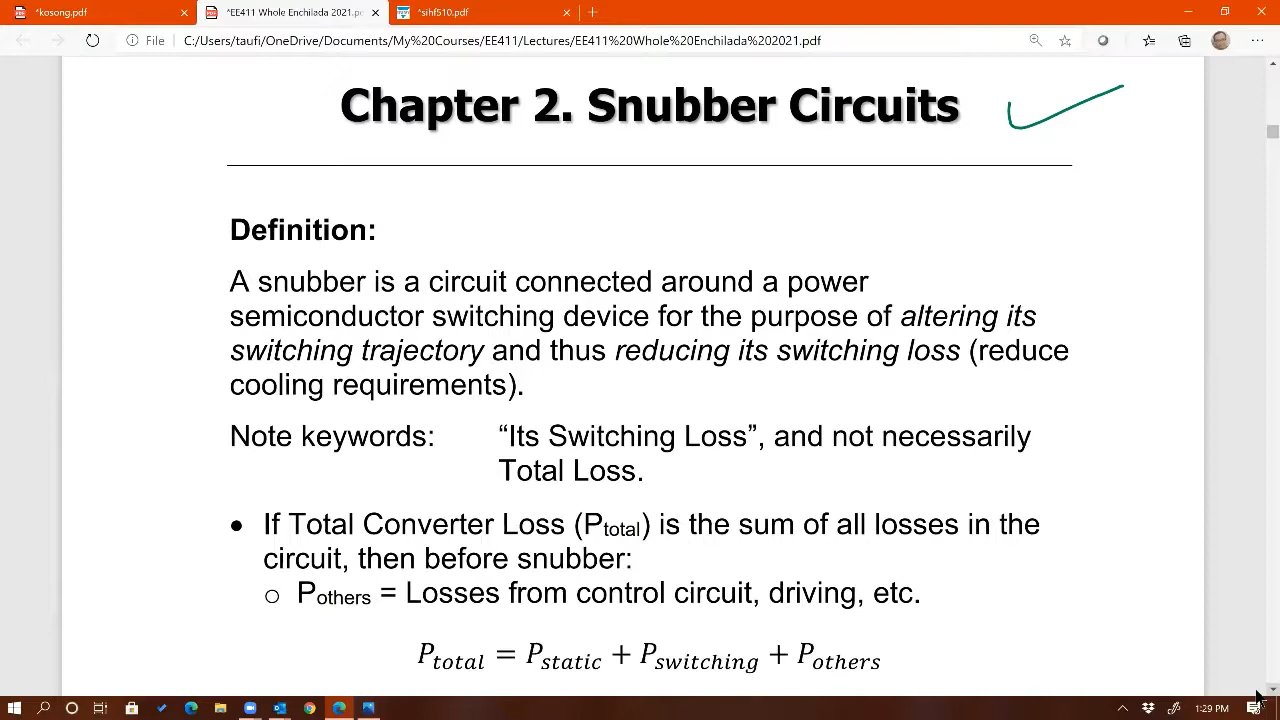 *kosong.pdf
*EE411 Whole Enchilada 2021.p
*sihf510.pdf
File
C:/Users/taufi/OneDrive/Documents/My%20Courses/EE411/Lectures/EE411%20Whole%20Enchilada%202021.pdf
Chapter 2. Snubber Circuits
Definition:
A snubber is a circuit connected around a power
semiconductor switching device for the purpose of altering its
switching trajectory and thus reducing its switching loss (reduce
cooling requirements).
Note keywords: “Its Switching Loss”, and not necessarily
Total Loss.
• If Total Converter Loss (Ptotal) is the sum of all losses in the
circuit, then before snubber:
○ Pothers = Losses from control circuit, driving, etc.
Ptotal = Pstatic + Pswitching + Pothers
1:29 PM